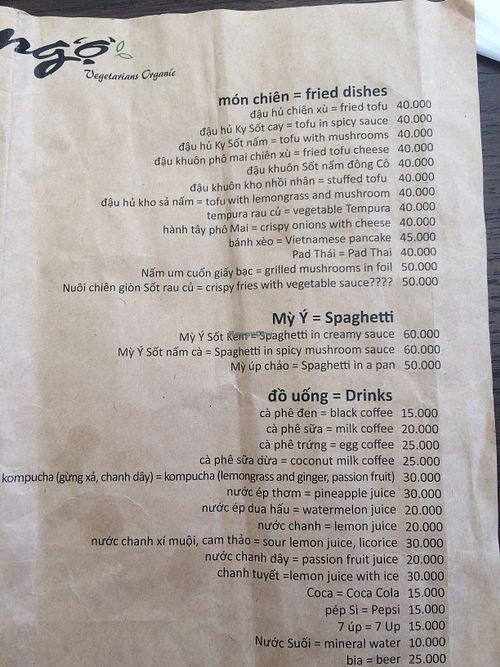 ngộ
Vegetarians Organic
món chiên = fried dishes
đậu hủ chiên xù = fried tofu 40.000
đậu hủ Ky Sốt cay = tofu in spicy sauce 40.000
đậu hủ Ky Sốt nấm = tofu with mushrooms 40.000
đậu khuôn phô mai chiên xù = fried tofu cheese 40.000
đậu khuôn Sốt nấm đông Cô 40.000
đậu khuôn kho nhồi nhân = stuffed tofu 40.000
đậu hủ kho sả nấm = tofu with lemongrass and mushroom 40.000
tempura rau củ = vegetable Tempura 40.000
hành tây phô Mai = crispy onions with cheese 40.000
bánh xèo = Vietnamese pancake 45.000
Pad Thái = Pad Thai 40.000
Nấm um cuốn giấy bạc = grilled mushrooms in foil 50.000
Nuôi chiên giòn Sốt rau củ = crispy fries with vegetable sauce???? 50.000
Mỳ Ý = Spaghetti
Mỳ Ý Sốt Kem = Spaghetti in creamy sauce 60.000
Mỳ Ý Sốt nấm cà = Spaghetti in spicy mushroom sauce 60.000
Mỳ úp chảo = Spaghetti in a pan 50.000
đồ uống = Drinks
cà phê đen = black coffee 15.000
cà phê sữa = milk coffee 20.000
cà phê trứng = egg coffee 25.000
cà phê sữa dừa = coconut milk coffee 25.000
kompucha (gừng xả, chanh dây) = kompucha (lemongrass and ginger, passion fruit) 30.000
nước ép thơm = pineapple juice 30.000
nước ép dua hấu = watermelon juice 20.000
nước chanh = lemon juice 20.000
nước chanh xí muội, cam thảo = sour lemon juice, licorice 30.000
nước chanh dây = passion fruit juice 20.000
chanh tuyết =lemon juice with ice 30.000
Coca = Coca Cola 15.000
pép Si = Pepsi 15.000
7 úp = 7 Up 15.000
Nước Suối = mineral water 10.000
bia = beer 25.000